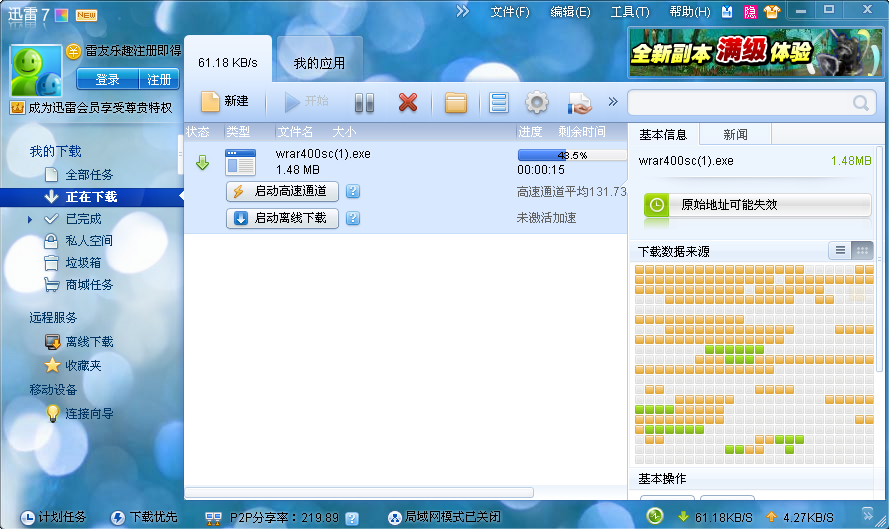 迅雷7 NEW
文件(F) 编辑(E) 工具(T) 帮助(H) 隐
雷友乐趣注册即得
登录 注册
成为迅雷会员享受尊贵特权
61.18 KB/s 我的应用
全新副本 满级 体验
新建 开始
我的下载
全部任务
正在下载
已完成
私人空间
垃圾箱
商城任务
远程服务
离线下载
收藏夹
移动设备
连接向导
状态 类型 文件名 大小 进度 剩余时间
wrar400sc(1).exe 43.5%
1.48 MB 00:00:15
启动高速通道 ? 高速通道平均131.73
启动离线下载 ? 未激活加速
基本信息 新闻
wrar400sc(1).exe 1.48MB
原始地址可能失效
下载数据来源
基本操作
计划任务 下载优先 P2P分享率：219.89 ? 局域网模式已关闭 61.18KB/S 4.27KB/S